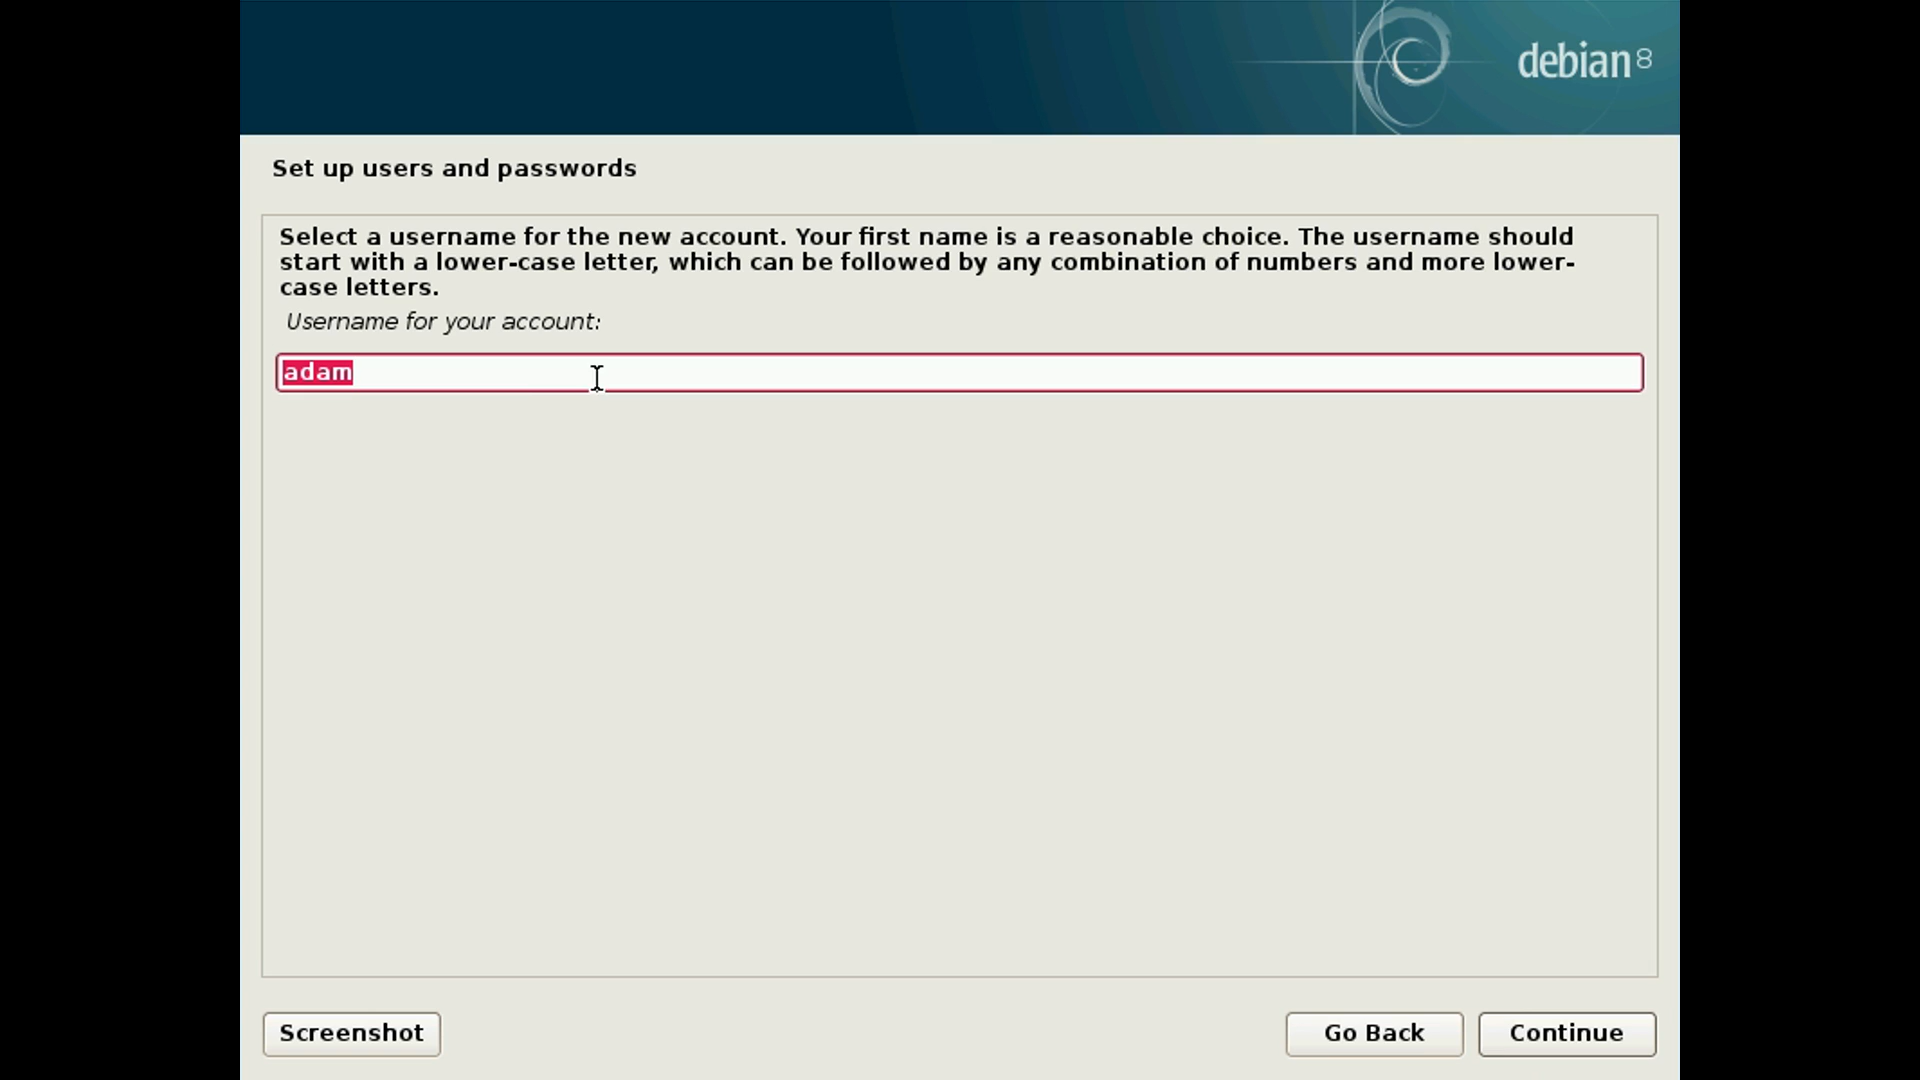 debian 8
Set up users and passwords
Select a username for the new account. Your first name is a reasonable choice. The username should
start with a lower-case letter, which can be followed by any combination of numbers and more lower-
case letters.
Username for your account:
adam
Screenshot
Go Back
Continue